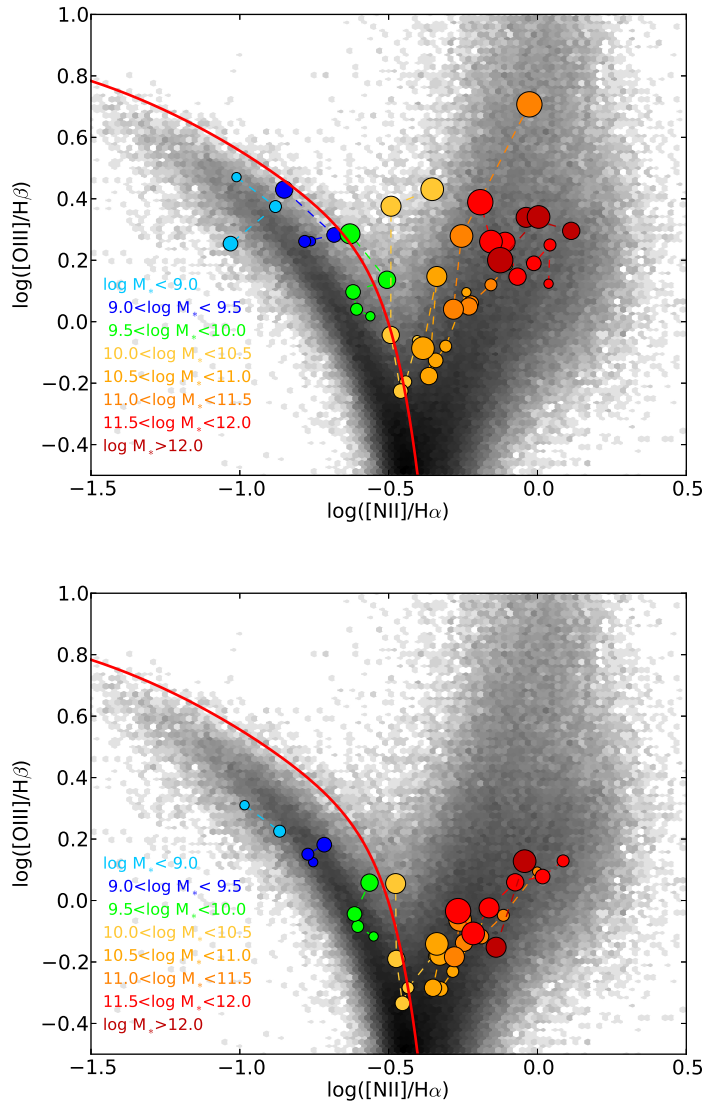 1.0
0.8
0.6
0.4
0.2
0.0
−0.2
−0.4
log([OIII]/Hβ)
log M*< 9.0
9.0<log M*< 9.5
9.5<log M*<10.0
10.0<log M*<10.5
10.5<log M*<11.0
11.0<log M*<11.5
11.5<log M*<12.0
log M*>12.0
−1.5 −1.0 −0.5 0.0 0.5
log([NII]/Hα)
1.0
0.8
0.6
0.4
0.2
0.0
−0.2
−0.4
log([OIII]/Hβ)
log M*< 9.0
9.0<log M*< 9.5
9.5<log M*<10.0
10.0<log M*<10.5
10.5<log M*<11.0
11.0<log M*<11.5
11.5<log M*<12.0
log M*>12.0
−1.5 −1.0 −0.5 0.0 0.5
log([NII]/Hα)